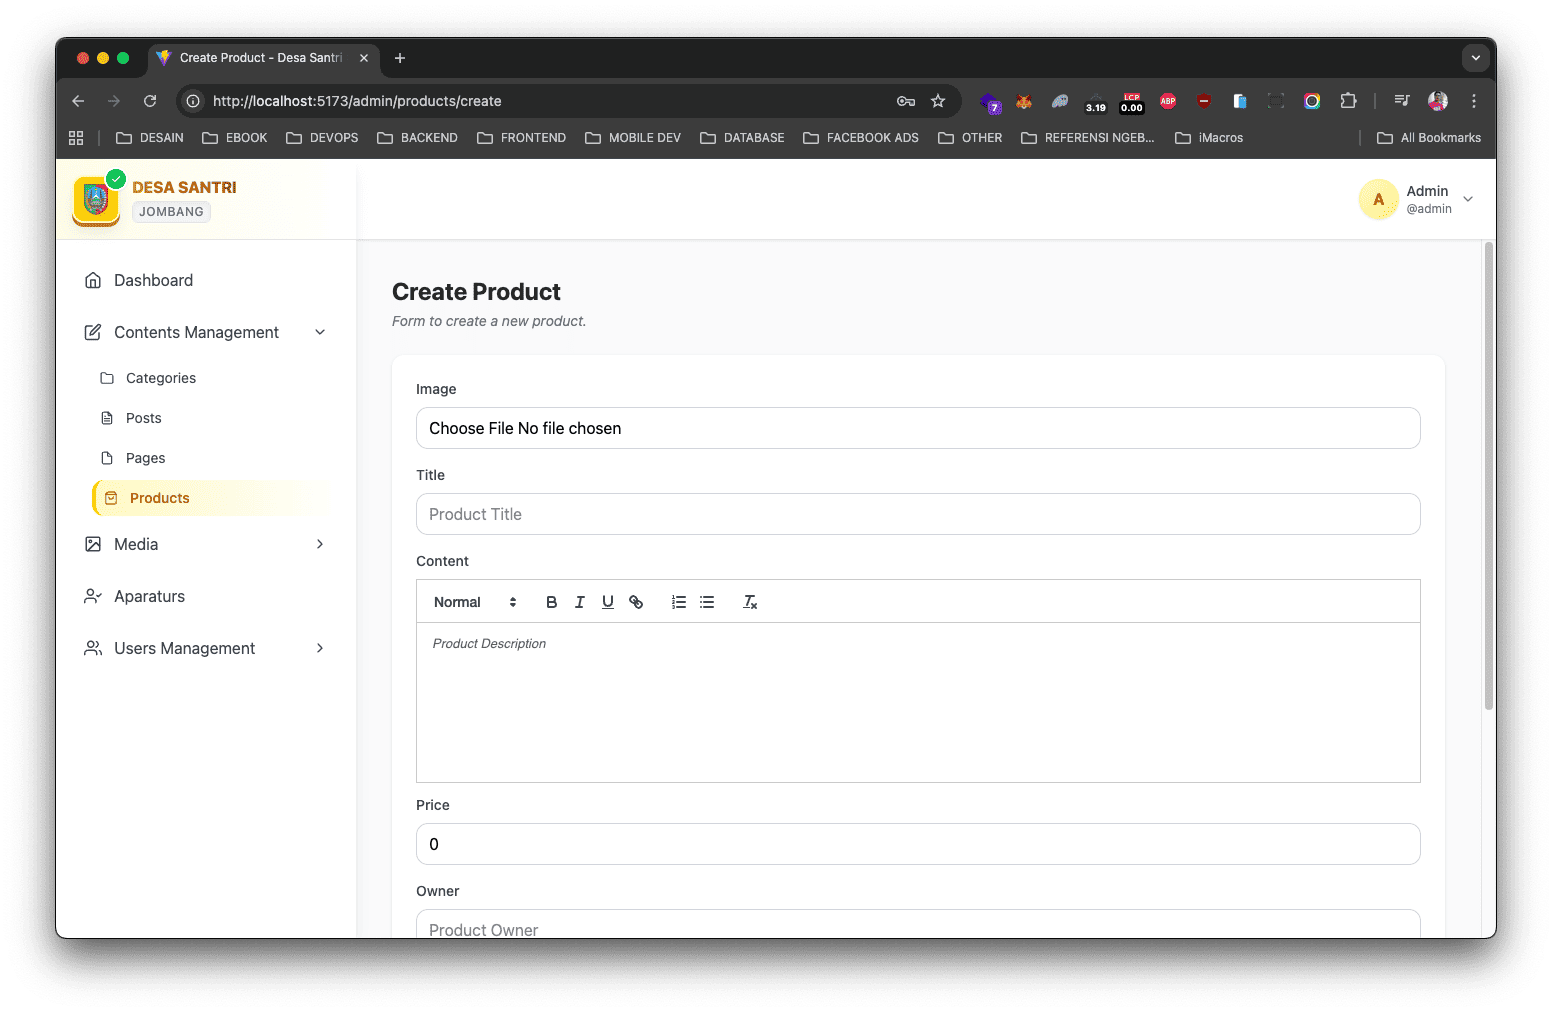 Create Product - Desa Santri
http://localhost:5173/admin/products/create
7
3.19
LCP
0.00
ABP
DESAIN
EBOOK
DEVOPS
BACKEND
FRONTEND
MOBILE DEV
DATABASE
FACEBOOK ADS
OTHER
REFERENSI NGEB...
iMacros
All Bookmarks
DESA SANTRI
JOMBANG
A
Admin
@admin
Dashboard
Contents Management
Categories
Posts
Pages
Products
Media
Aparaturs
Users Management
Create Product
Form to create a new product.
Image
Choose File No file chosen
Title
Product Title
Content
Normal
Product Description
Price
0
Owner
Product Owner